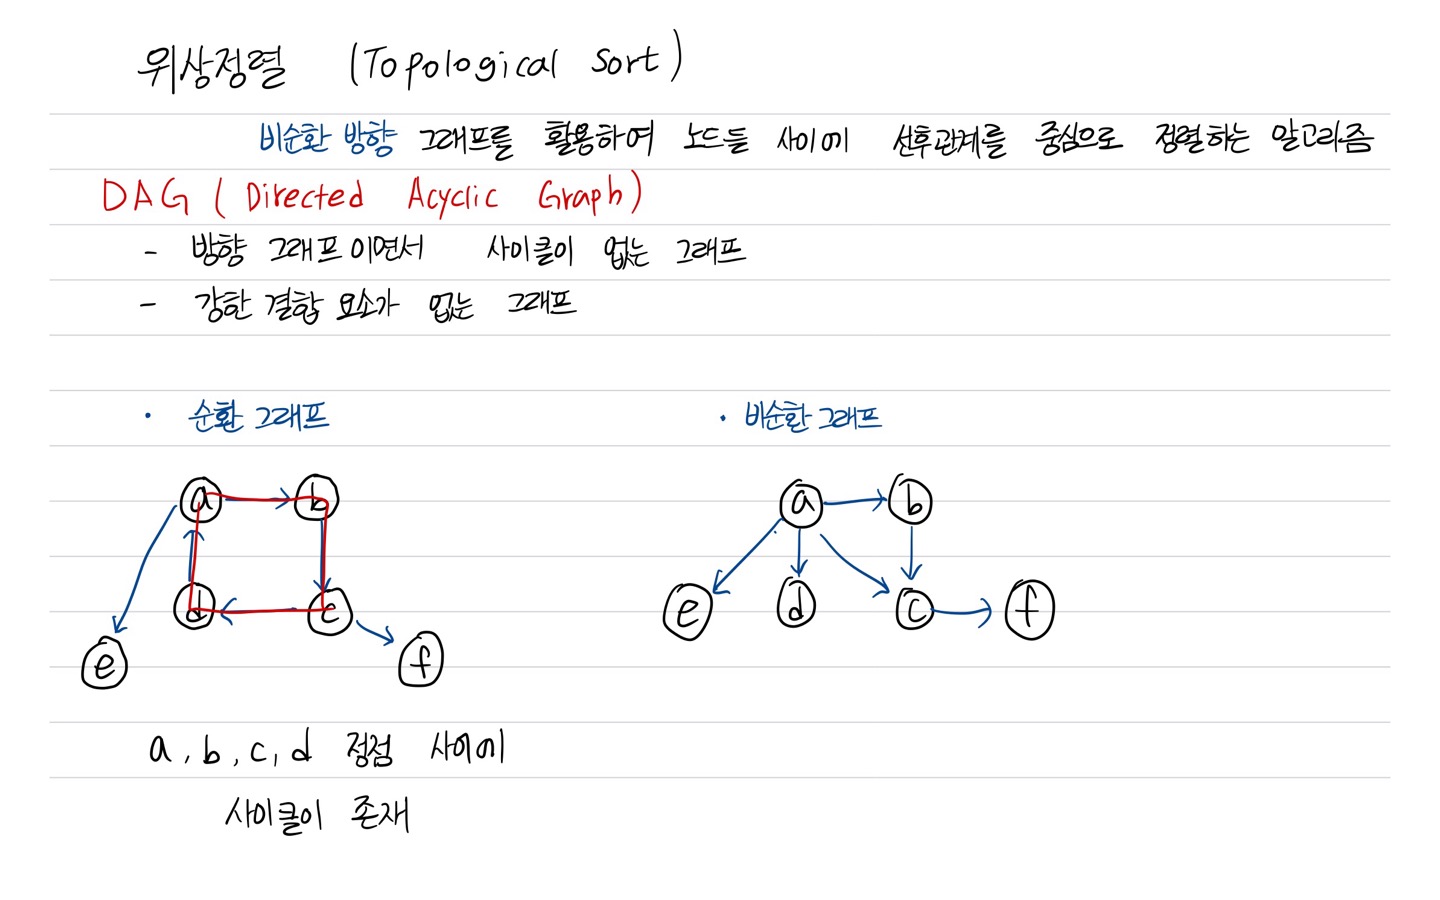 위상정렬 (Topological Sort)
비순환 방향 그래프를 활용하여 노드들 사이에 선후관계를 중심으로 정렬하는 알고리즘
DAG (Directed Acyclic Graph)
- 방향 그래프이면서 사이클이 없는 그래프
- 강한 결합 요소가 없는 그래프
· 순환 그래프
· 비순환 그래프
a b
d c
e f
a b
e d c f
a, b, c, d 정점 사이에
사이클이 존재